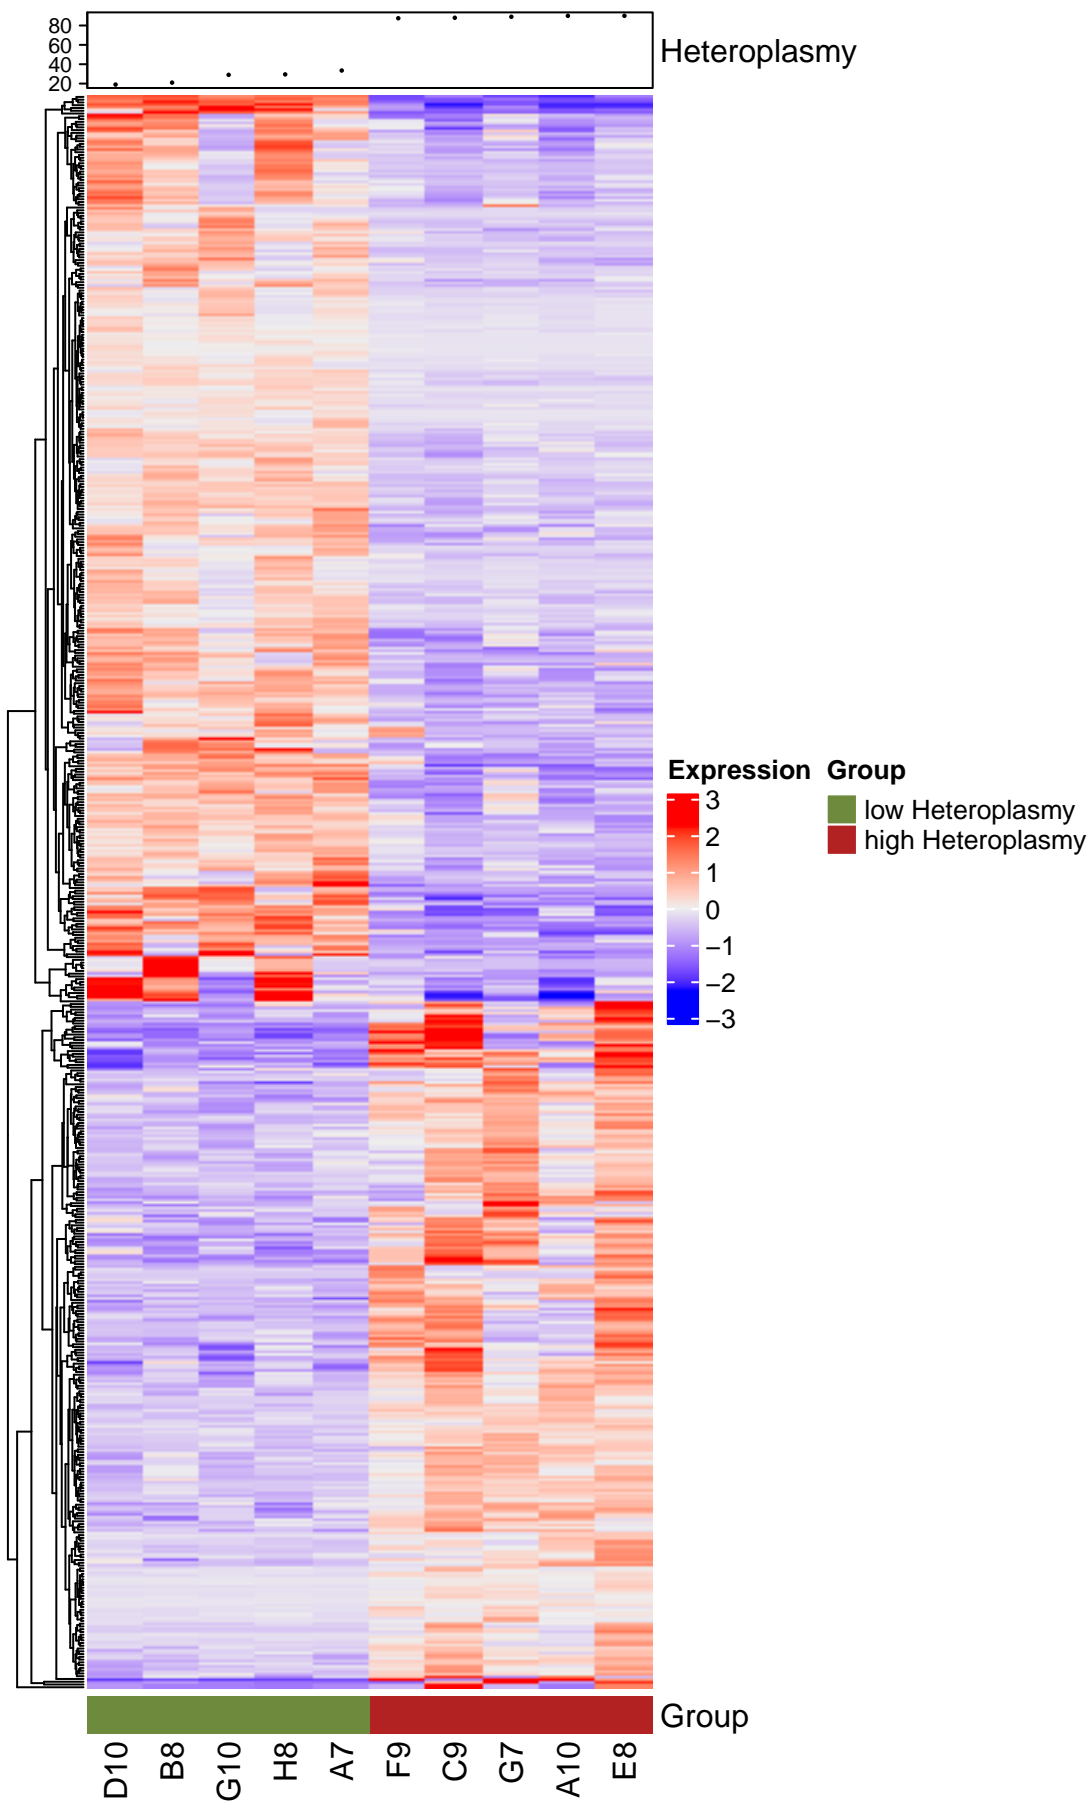 80
60
40
20
Heteroplasmy
Expression
3
2
1
0
−1
−2
−3
Group
low Heteroplasmy
high Heteroplasmy
Group
D10
B8
G10
H8
A7
F9
C9
G7
A10
E8